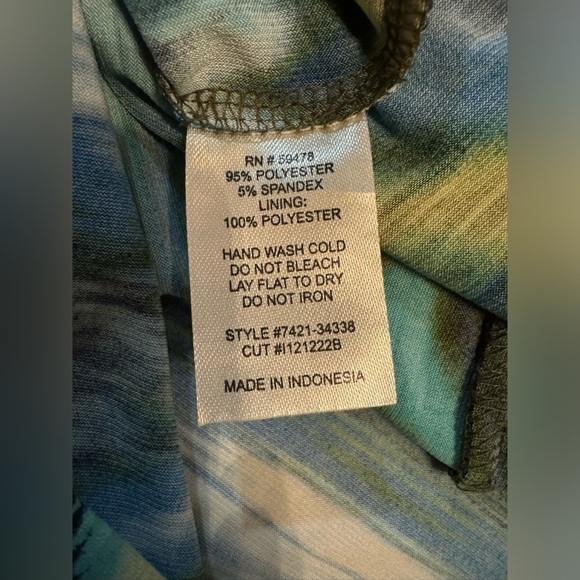 RN # 59478
95% POLYESTER
5% SPANDEX
LINING:
100% POLYESTER
HAND WASH COLD
DO NOT BLEACH
LAY FLAT TO DRY
DO NOT IRON
STYLE #7421-34338
CUT #I121222B
MADE IN INDONESIA